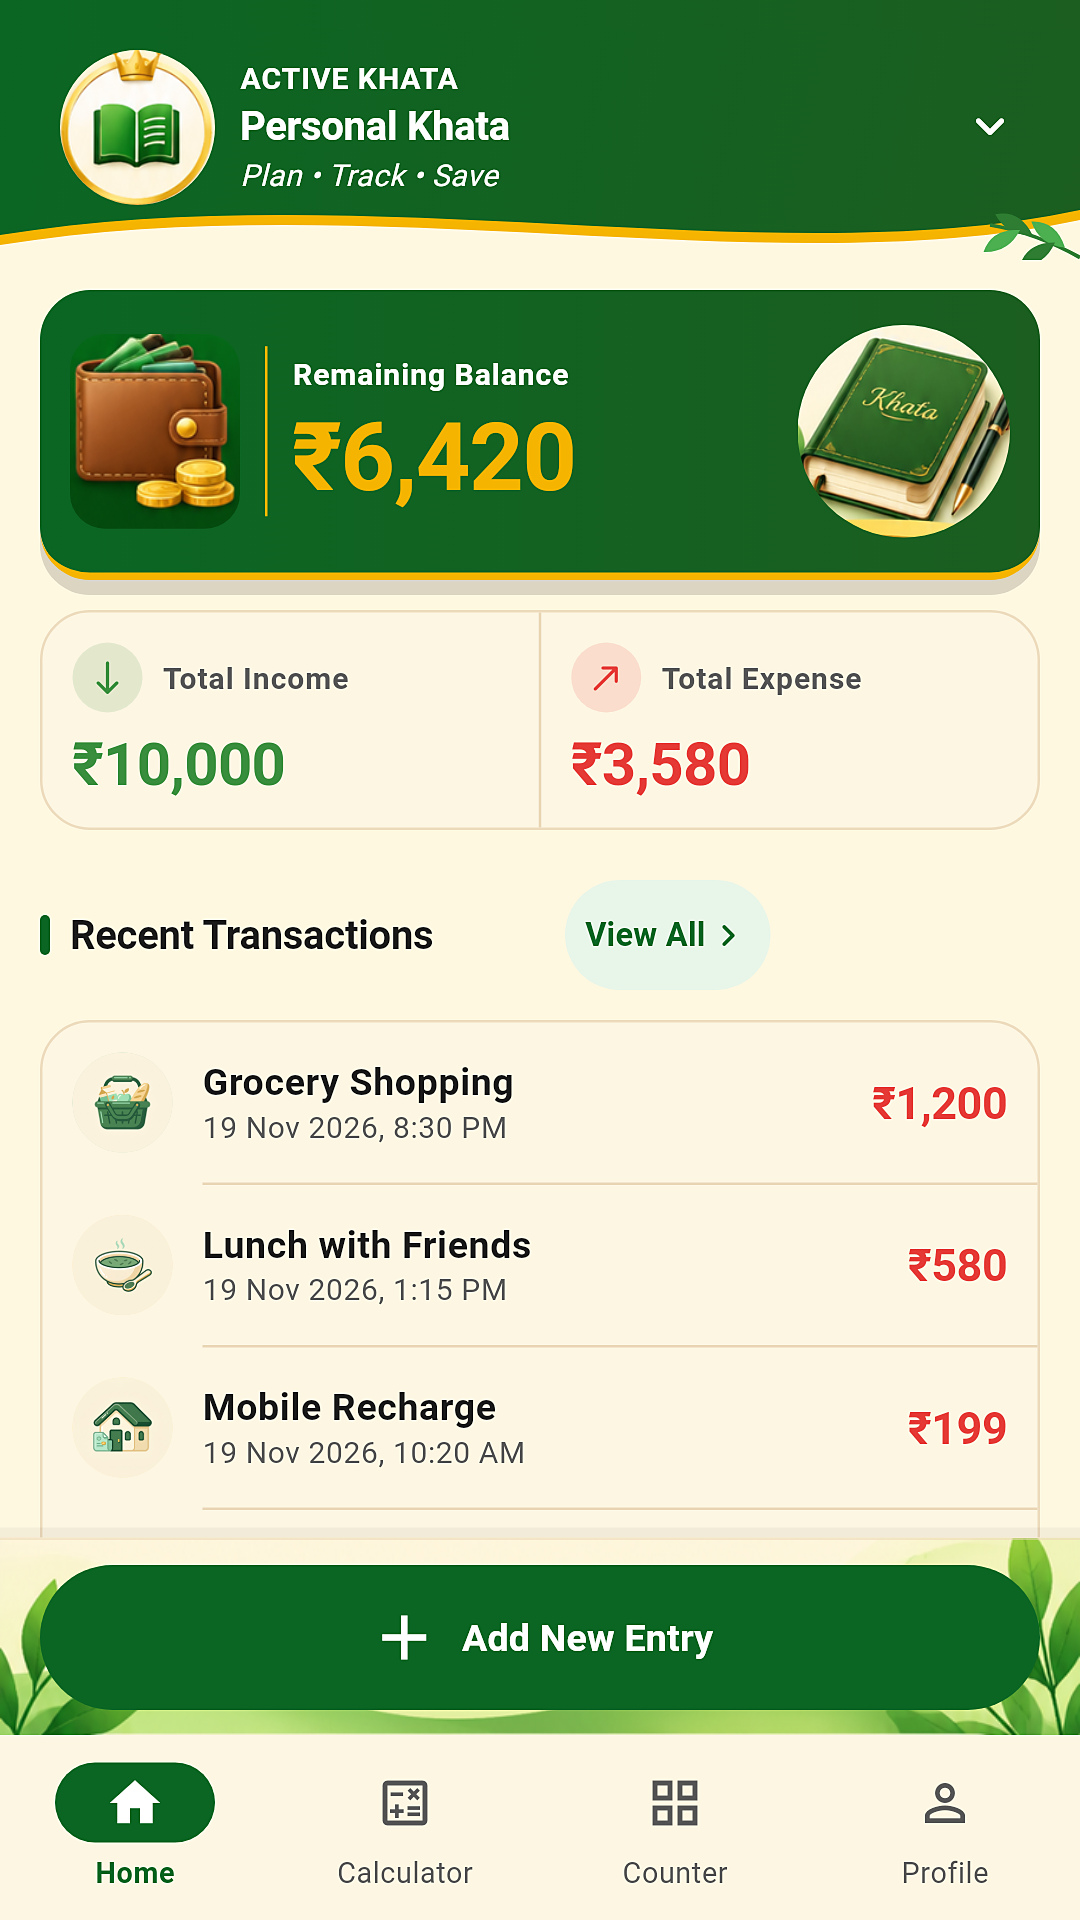 ACTIVE KHATA
Personal Khata
Plan • Track • Save
Remaining Balance
₹6,420
Khata
Total Income
₹10,000
Total Expense
₹3,580
Recent Transactions
View All
Grocery Shopping
19 Nov 2026, 8:30 PM
₹1,200
Lunch with Friends
19 Nov 2026, 1:15 PM
₹580
Mobile Recharge
19 Nov 2026, 10:20 AM
₹199
Add New Entry
Home
Calculator
Counter
Profile